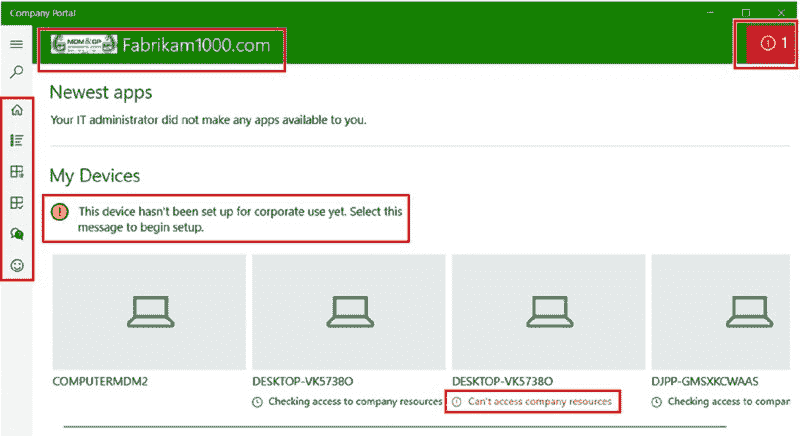 Company Portal
MDM & GP Fabrikam1000.com
1
Newest apps
Your IT administrator did not make any apps available to you.
My Devices
This device hasn't been set up for corporate use yet. Select this
message to begin setup.
COMPUTERMDM2
DESKTOP-VK5738O
DESKTOP-VK5738O
DJPP-GMSXKCWAAS
Checking access to company resources
Can't access company resources
Checking access to compar